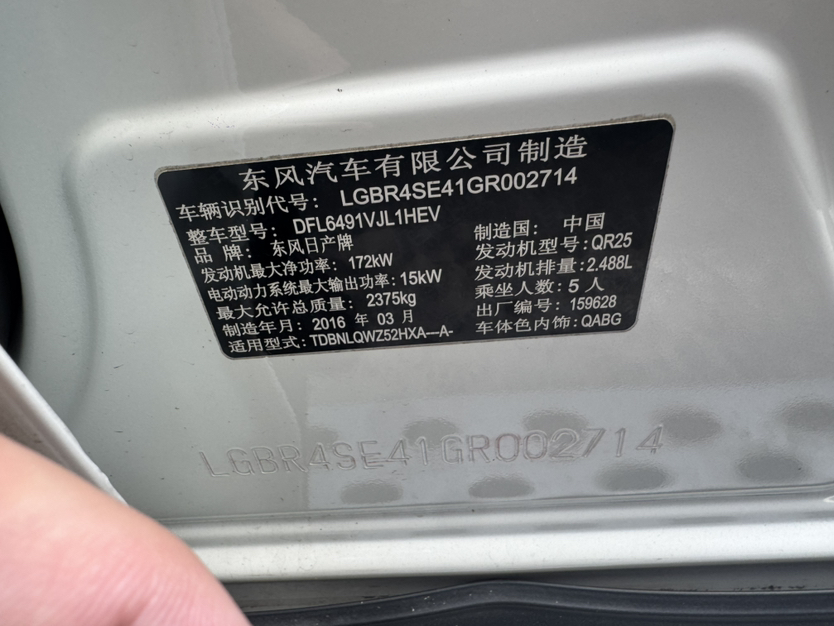 东风汽车有限公司制造
车辆识别代号: LGBR4SE41GR002714
整车型号: DFL6491VJL1HEV
制造国: 中国
品 牌: 东风日产牌
发动机型号:QR25
发动机最大净功率: 172kW
发动机排量:2.488L
电动动力系统最大输出功率:15kW
乘坐人数:5人
最大允许总质量: 2375kg
出厂编号: 159628
制造年月: 2016 年 03 月
车体色内饰:QABG
适用型式:TDBNLQWZ52HXA---A-
LGBR4SE41GR002714